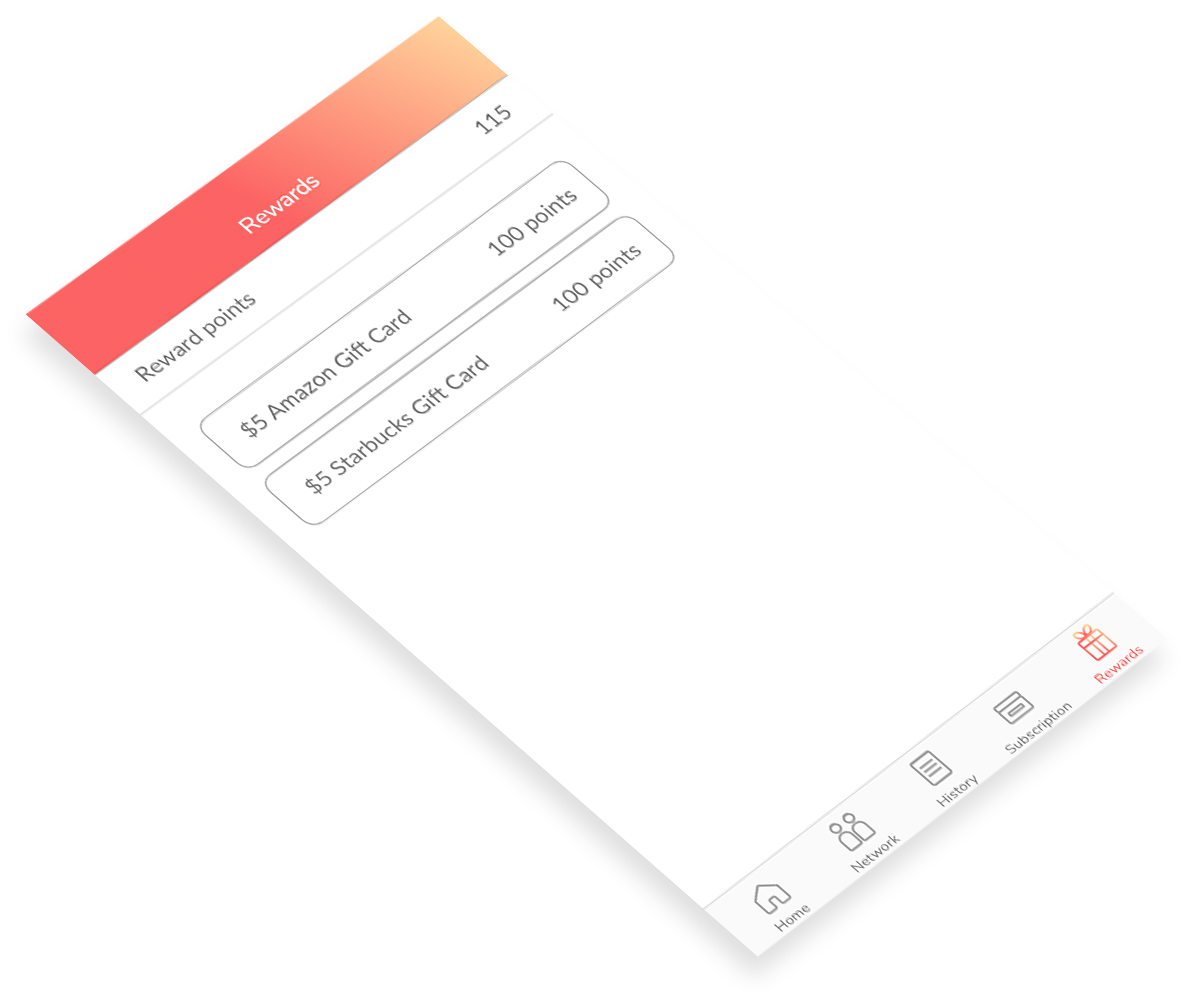 Rewards
Reward points 115
$5 Amazon Gift Card 100 points
$5 Starbucks Gift Card 100 points
Home Network History Subscription Rewards